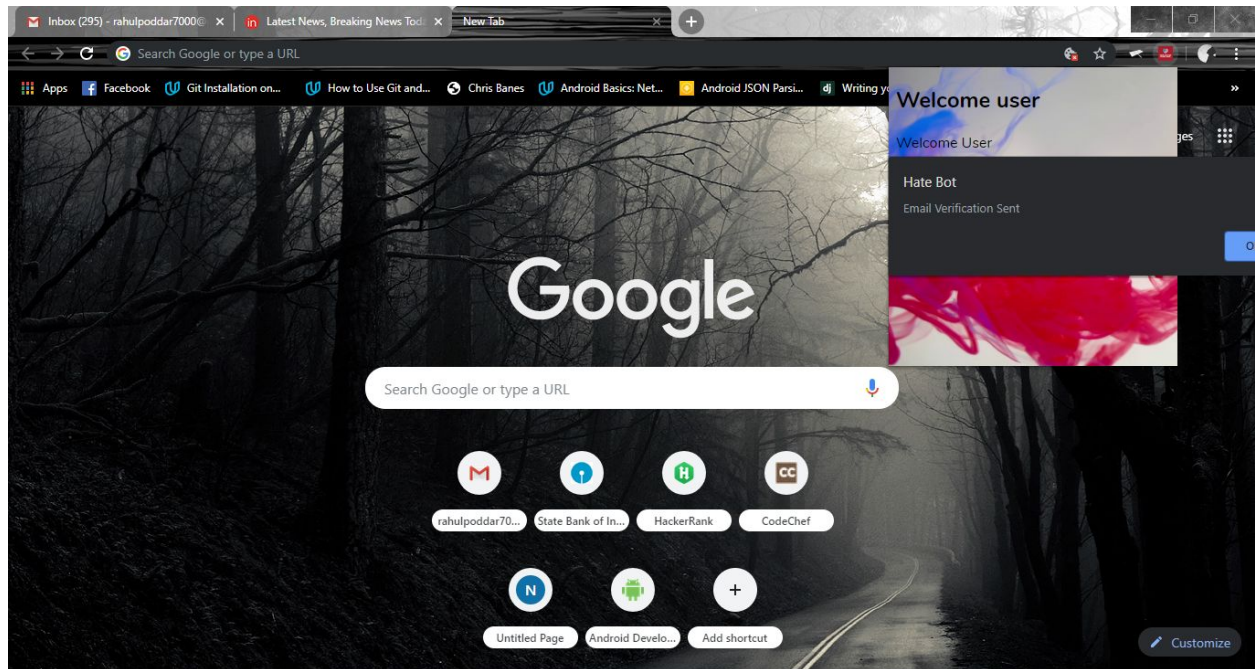 Inbox (295) - rahulpoddar7000@
Latest News, Breaking News Toda
New Tab
Search Google or type a URL
Apps
Facebook
Git Installation on...
How to Use Git and...
Chris Banes
Android Basics: Net...
Android JSON Parsi...
Writing yo
»
Welcome user
Welcome User
ges
Hate Bot
Email Verification Sent
O
Google
Search Google or type a URL
rahulpoddar70...
State Bank of In...
HackerRank
CodeChef
Untitled Page
Android Develo...
Add shortcut
Customize